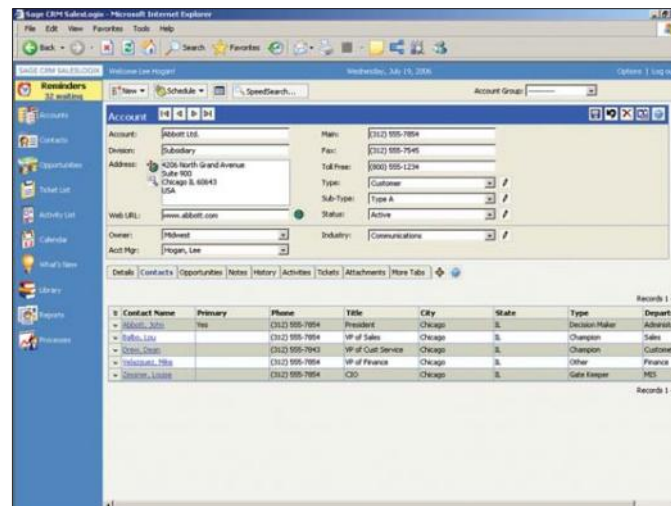 Sage CRM SalesLogix - Microsoft Internet Explorer
File Edit View Favorites Tools Help
Back Search Favorites
SAGE CRM SALESLOGIX Welcome Lee Hogan! Wednesday, July 19, 2006 Options | Log
Reminders
32 waiting
New Schedule SpeedSearch... Account Group:
Accounts
Contacts
Opportunities
Ticket List
Activity List
Calendar
What's New
Library
Reports
Processes
Account
Account: Abbott Ltd. Main: (312) 555-7854
Division: Subsidiary Fax: (312) 555-7545
Address: 4206 North Grand Avenue Toll Free: (800) 555-1234
Suite 900 Type: Customer
Chicago IL 60643
USA Sub-Type: Type A
Web URL: www.abbott.com Status: Active
Owner: Midwest Industry: Communications
Acct Mgr: Hogan, Lee
Details Contacts Opportunities Notes History Activities Tickets Attachments More Tabs
Records 1
Contact Name Primary Phone Title City State Type Depart
Abbott, John Yes (312) 555-7854 President Chicago IL Decision Maker Administ
Balbo, Lou (312) 555-7854 VP of Sales Chicago IL Champion Sales
Drew, Dean (312) 555-7843 VP of Cust Service Chicago IL Champion Custome
Velazquez, Mike (312) 555-7854 VP of Finance Chicago IL Other Finance
(312) 555-7854 CIO Chicago IL Gate Keeper MIS
Records 1